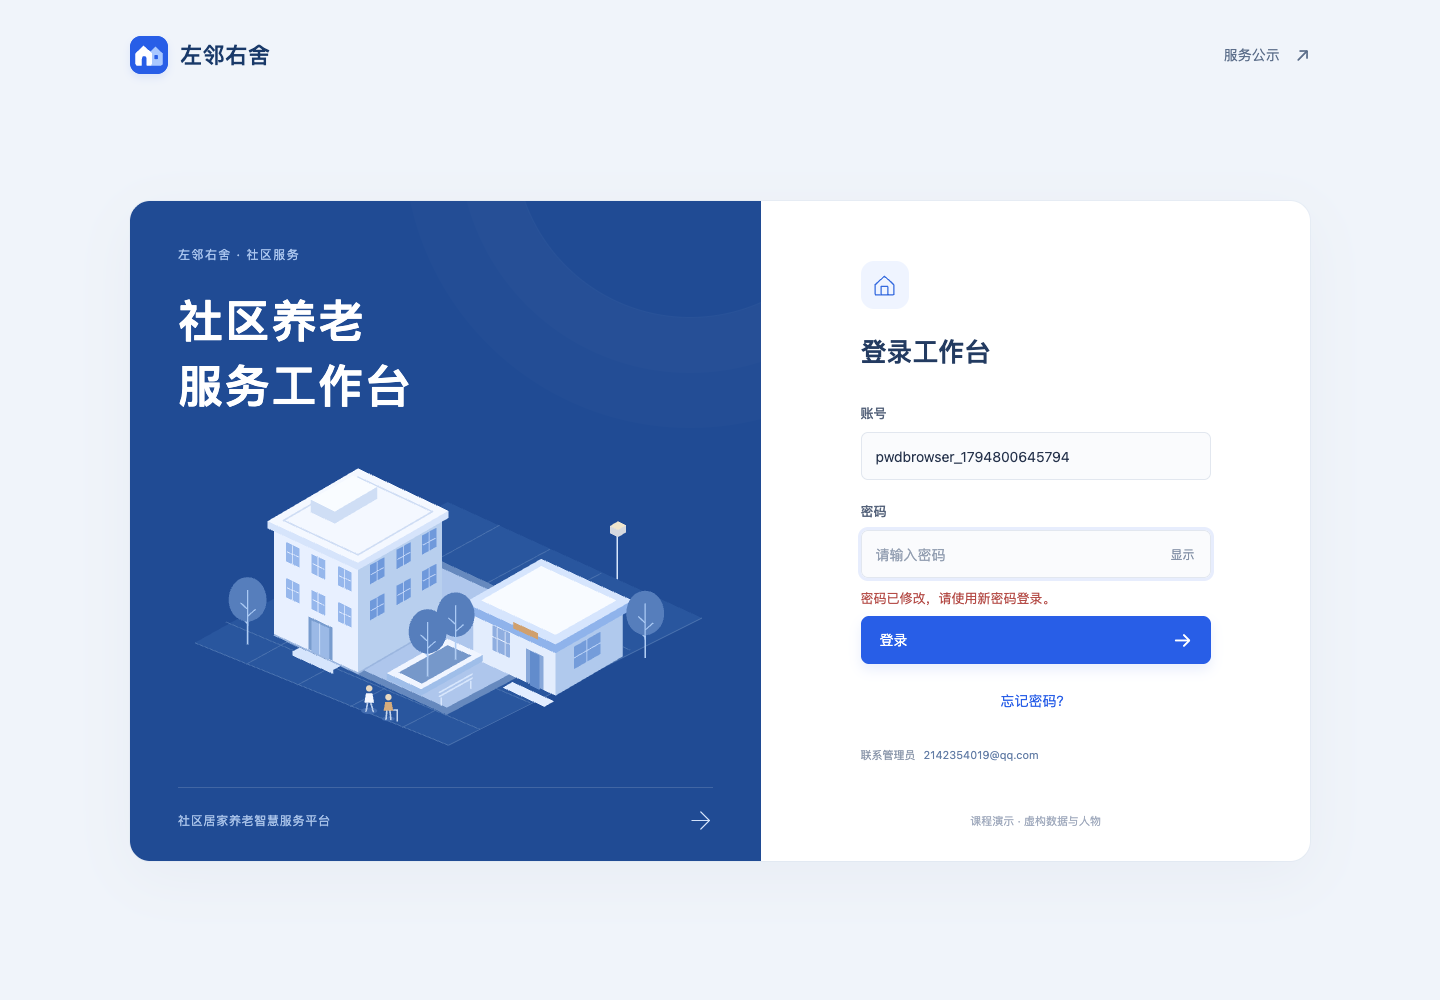 左邻右舍
服务公示
左邻右舍 · 社区服务
社区养老
服务工作台
社区居家养老智慧服务平台
登录工作台
账号
pwdbrowser_1794800645794
密码
请输入密码 显示
密码已修改，请使用新密码登录。
登录
忘记密码?
联系管理员 2142354019@qq.com
课程演示 · 虚构数据与人物